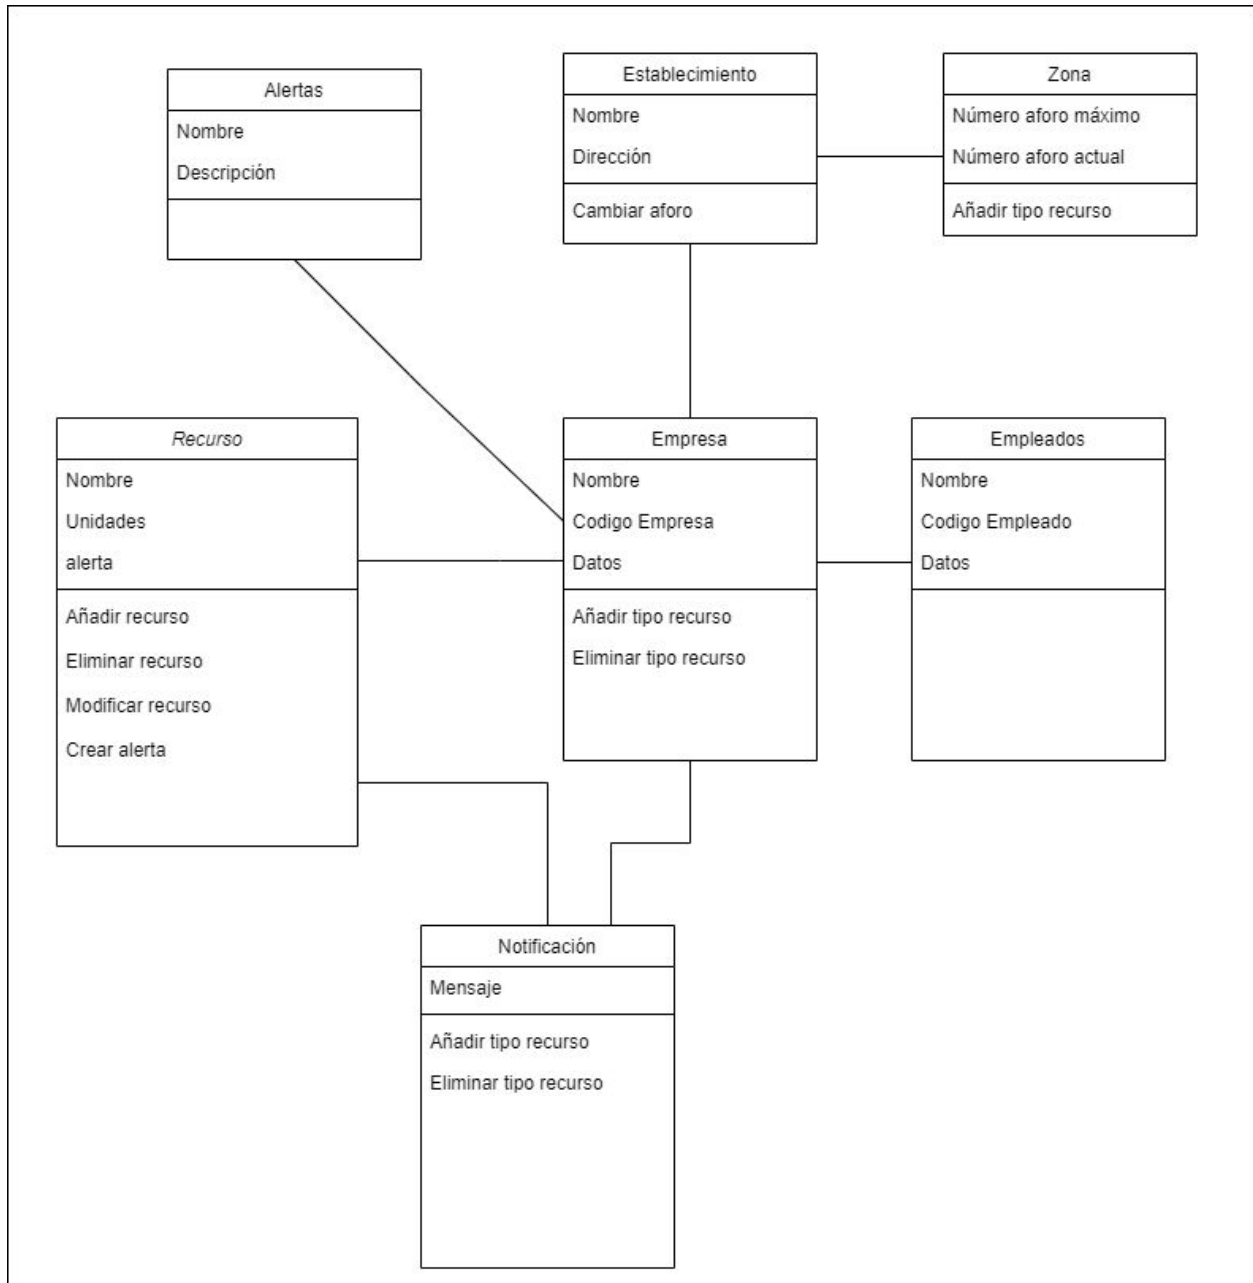 Alertas
Nombre
Descripción
Establecimiento
Nombre
Dirección
Cambiar aforo
Zona
Número aforo máximo
Número aforo actual
Añadir tipo recurso
Recurso
Nombre
Unidades
alerta
Añadir recurso
Eliminar recurso
Modificar recurso
Crear alerta
Empresa
Nombre
Codigo Empresa
Datos
Añadir tipo recurso
Eliminar tipo recurso
Empleados
Nombre
Codigo Empleado
Datos
Notificación
Mensaje
Añadir tipo recurso
Eliminar tipo recurso